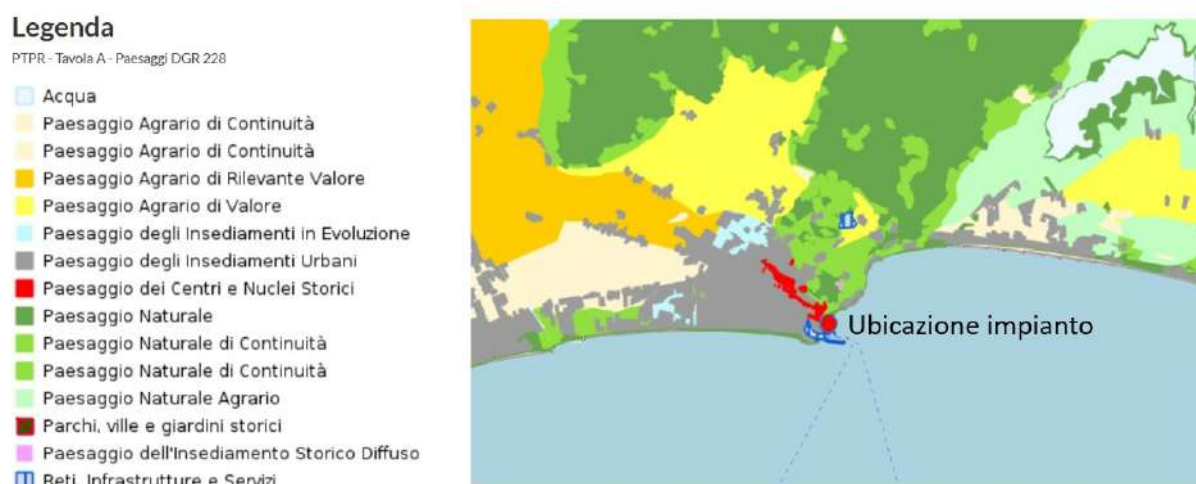 Legenda
PTPR - Tavola A - Paesaggi DGR 228
Acqua
Paesaggio Agrario di Continuità
Paesaggio Agrario di Continuità
Paesaggio Agrario di Rilevante Valore
Paesaggio Agrario di Valore
Paesaggio degli Insediamenti in Evoluzione
Paesaggio degli Insediamenti Urbani
Paesaggio dei Centri e Nuclei Storici
Paesaggio Naturale
Paesaggio Naturale di Continuità
Paesaggio Naturale di Continuità
Paesaggio Naturale Agrario
Parchi, ville e giardini storici
Paesaggio dell'Insediamento Storico Diffuso
Reti, Infrastrutture e Servizi
Ubicazione impianto